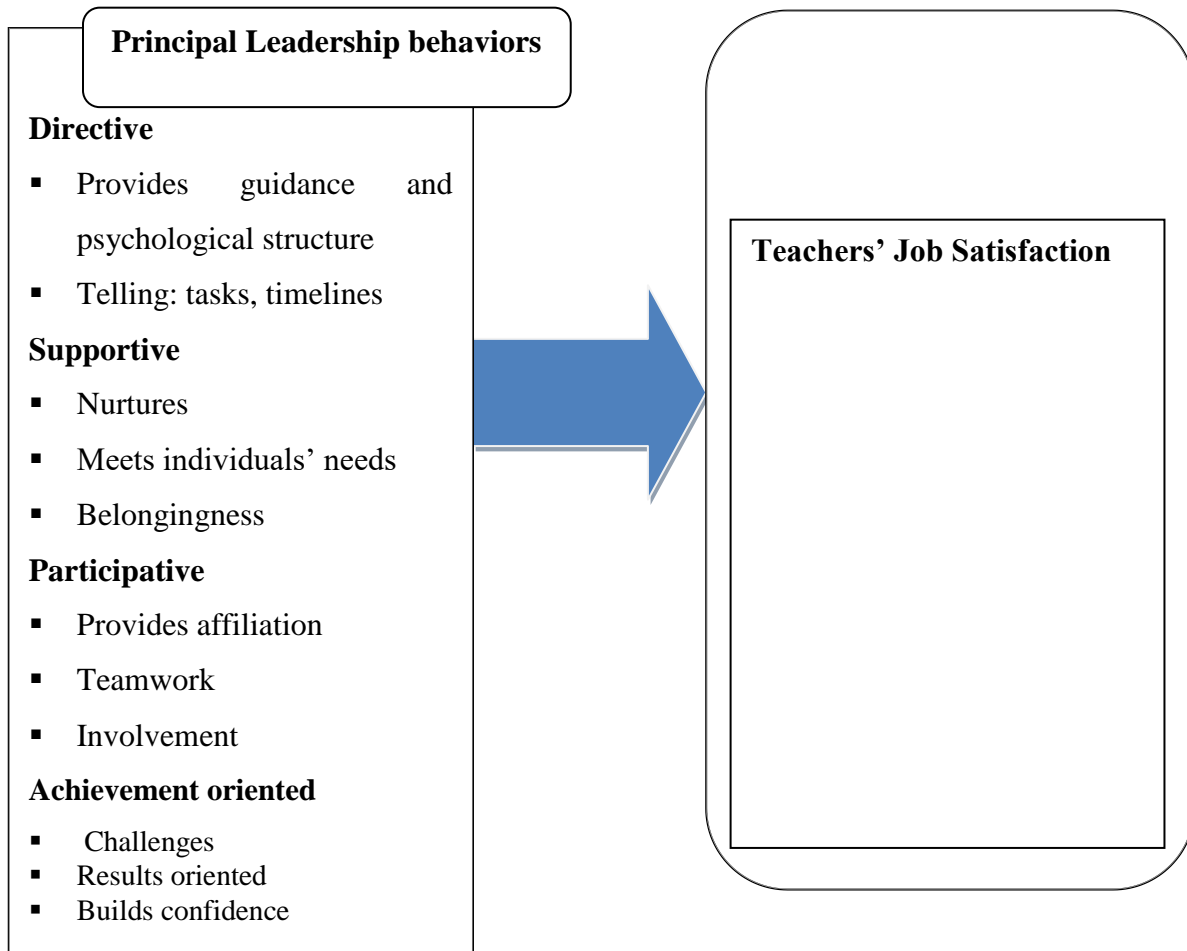 Principal Leadership behaviors
Directive
▪ Provides guidance and
psychological structure
▪ Telling: tasks, timelines
Supportive
▪ Nurtures
▪ Meets individuals’ needs
▪ Belongingness
Participative
▪ Provides affiliation
▪ Teamwork
▪ Involvement
Achievement oriented
▪ Challenges
▪ Results oriented
▪ Builds confidence
Teachers’ Job Satisfaction